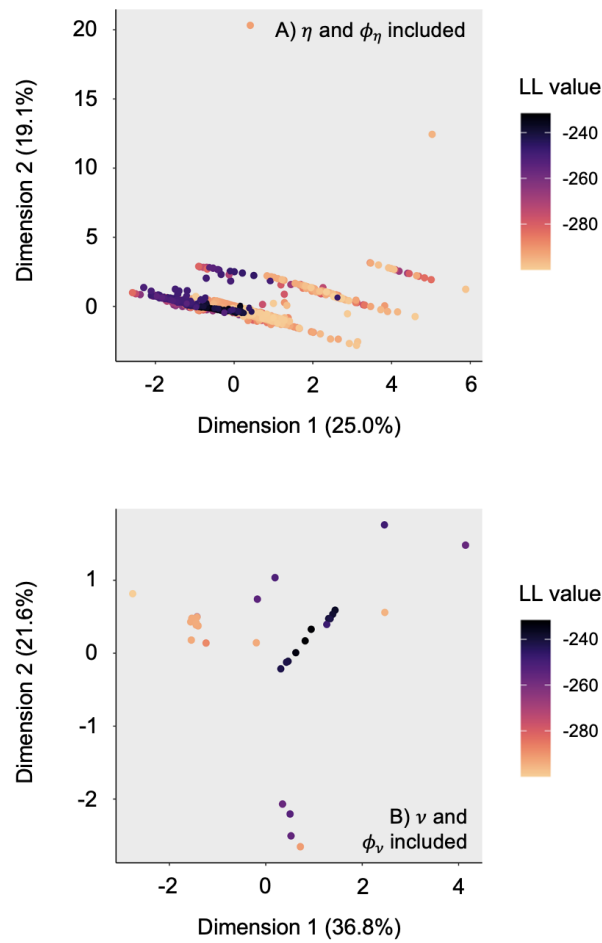 A) η and ϕη included
20
15
10
5
0
Dimension 2 (19.1%)
-2
0
2
4
6
Dimension 1 (25.0%)
LL value
-240
-260
-280
1
0
-1
-2
Dimension 2 (21.6%)
B) ν and
ϕν included
-2
0
2
4
Dimension 1 (36.8%)
LL value
-240
-260
-280